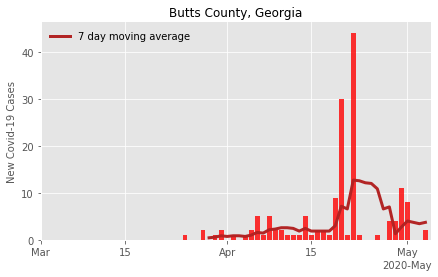 Butts County, Georgia
7 day moving average
New Covid-19 Cases
40
30
20
10
0
Mar
15
Apr
15
May
2020-May